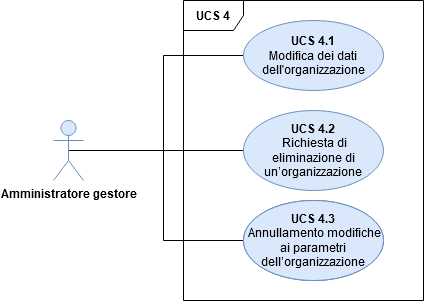 UCS 4
UCS 4.1
Modifica dei dati
dell'organizzazione
UCS 4.2
Richiesta di
eliminazione di
un'organizzazione
Amministratore gestore
UCS 4.3
Annullamento modifiche
ai parametri
dell'organizzazione